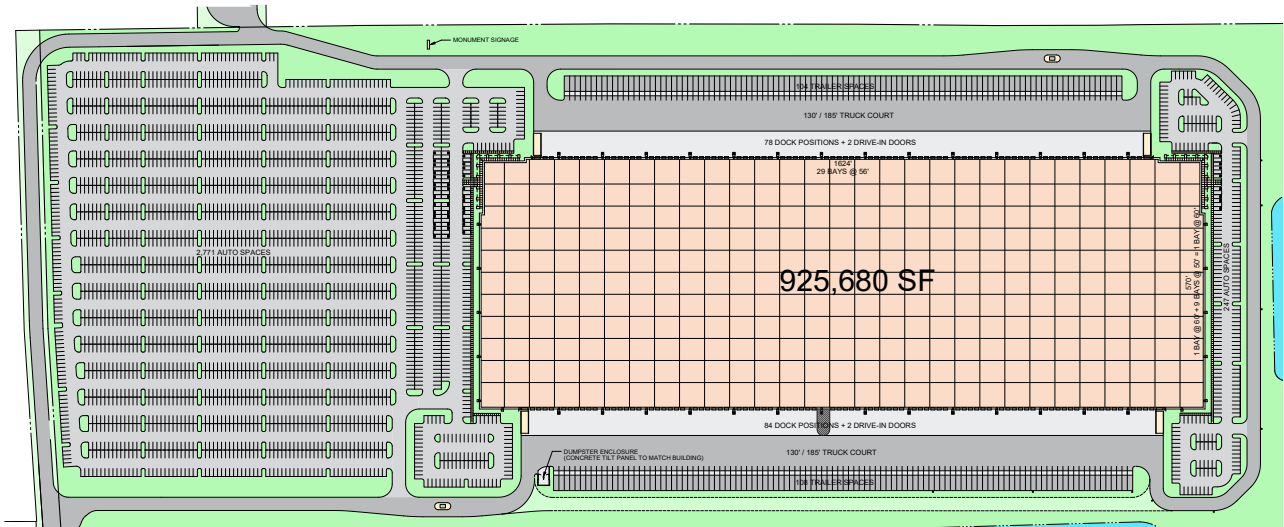 MONUMENT SIGNAGE
104 TRAILER SPACES
130' / 185' TRUCK COURT
78 DOCK POSITIONS + 2 DRIVE-IN DOORS
1624'
29 BAYS @ 56'
2,771 AUTO SPACES
925,680 SF
570'
1 BAY @ 60' + 9 BAYS @ 50' = 1 BAY @ 60'
247 AUTO SPACES
84 DOCK POSITIONS + 2 DRIVE-IN DOORS
DUMPSTER ENCLOSURE
(CONCRETE TILT PANEL TO MATCH BUILDING)
130' / 185' TRUCK COURT
108 TRAILER SPACES